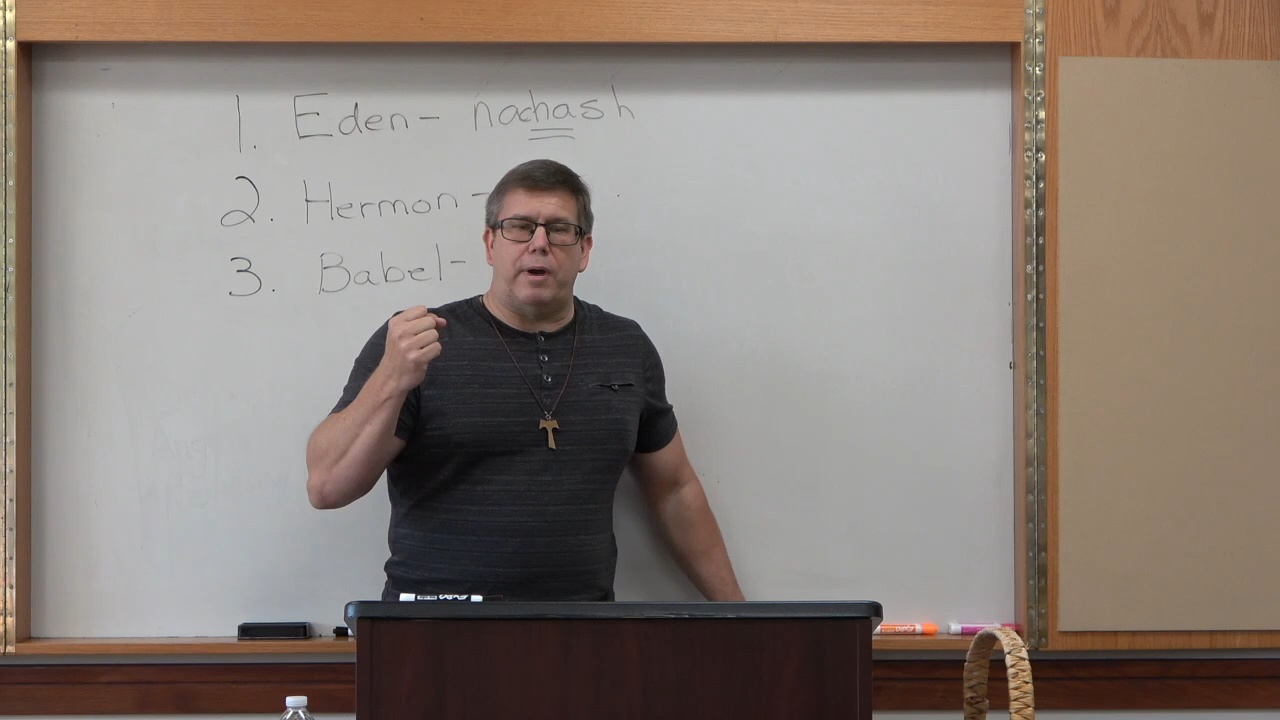 1. Eden - nachash
2. Hermon -
3. Babel -